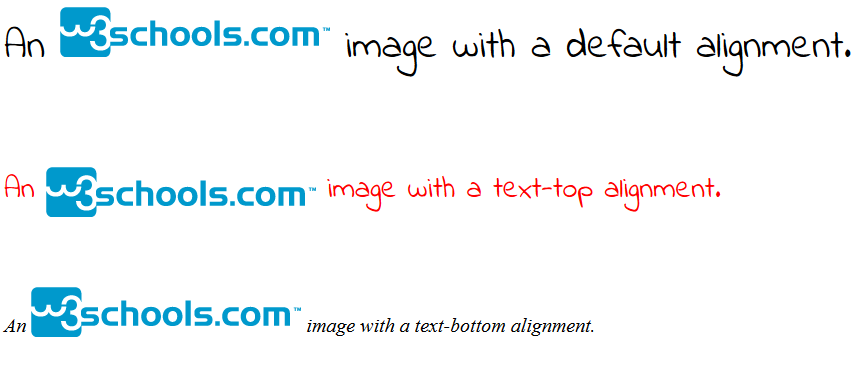 An w3schools.com™ image with a default alignment.
An w3schools.com™ image with a text-top alignment.
An w3schools.com™ image with a text-bottom alignment.